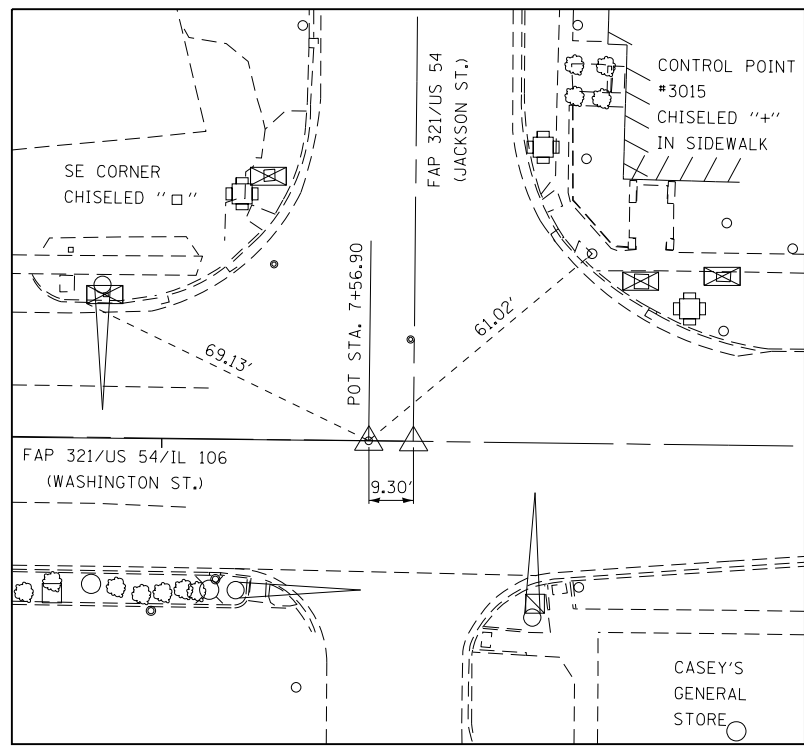 FAP 321/US 54
(JACKSON ST.)
CONTROL POINT
#3015
CHISELED "+"
IN SIDEWALK
SE CORNER
CHISELED "□"
POT STA. 7+56.90
61.02'
69.13'
FAP 321/US 54/IL 106
(WASHINGTON ST.)
9.30'
CASEY'S
GENERAL
STORE